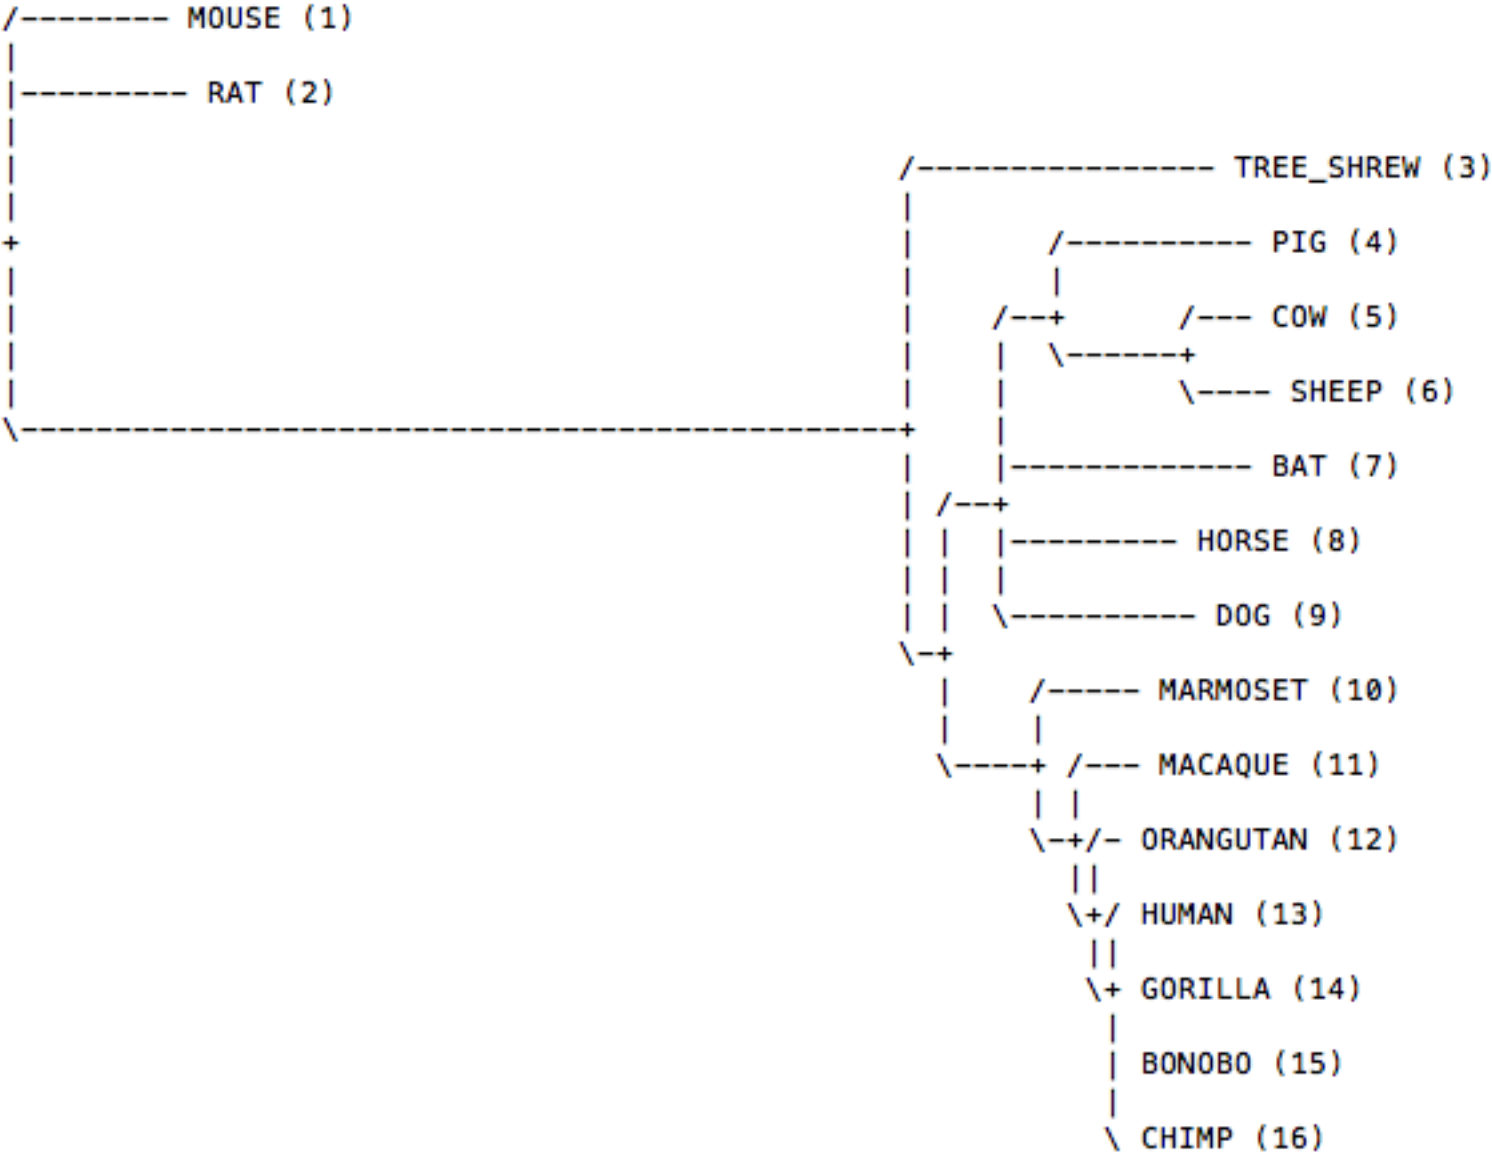 /-------- MOUSE (1)
|
|--------- RAT (2)
|
|                                               /---------------- TREE_SHREW (3)
|                                               |
+                                               |       /---------- PIG (4)
|                                               |       |
|                                               |    /--+      /--- COW (5)
|                                               |    |  \------+
|                                               |    |         \---- SHEEP (6)
\-----------------------------------------------+    |
                                                |    |------------- BAT (7)
                                                | /--+
                                                | |  |--------- HORSE (8)
                                                | |  |
                                                | |  \---------- DOG (9)
                                                \-+
                                                  |    /----- MARMOSET (10)
                                                  |    |
                                                  \----+ /--- MACAQUE (11)
                                                       | |
                                                       \-+/- ORANGUTAN (12)
                                                         ||
                                                         \+/ HUMAN (13)
                                                          ||
                                                          \+ GORILLA (14)
                                                           |
                                                           | BONOBO (15)
                                                           |
                                                           \ CHIMP (16)